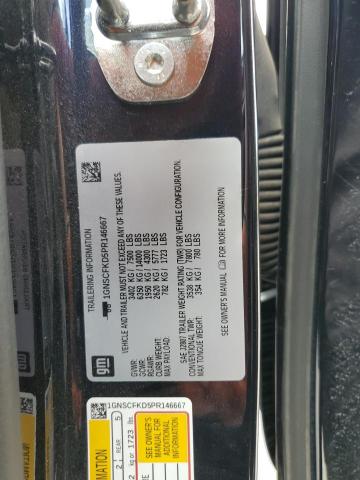 TRAILERING INFORMATION
1GNSCFKD5PR146667
VEHICLE AND TRAILER MUST NOT EXCEED ANY OF THESE VALUES.
GVWR: 3402 KG / 7500 LBS
GCWR: 6350 KG / 14000 LBS
RGAWR: 1950 KG / 4300 LBS
CURB WEIGHT: 2620 KG / 5777 LBS
MAX PAYLOAD: 782 KG / 1723 LBS
SAE J2807 TRAILER WEIGHT RATING (TWR) FOR VEHICLE CONFIGURATION.
CONVENTIONAL TWR: 3538 KG / 7800 LBS
MAX TONGUE WEIGHT: 354 KG / 780 LBS
SEE OWNER'S MANUAL FOR MORE INFORMATION
gm
1GNSCFKD5PR146667
2 REAR 5
kg or 1723 lbs
SEE OWNER'S
MANUAL FOR
ADDITIONAL
INFORMATION